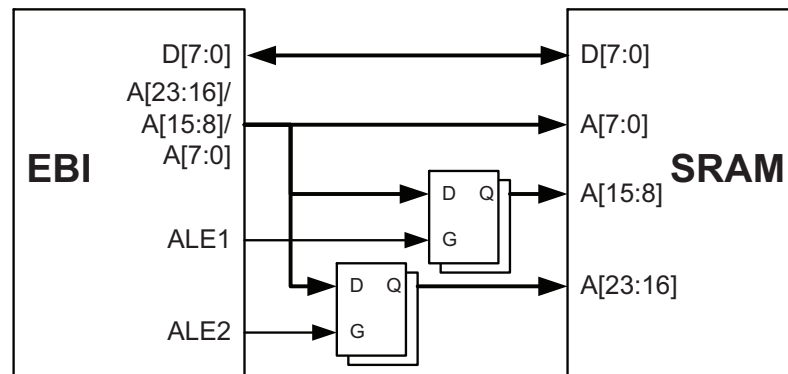 D[7:0]
D[7:0]
A[23:16]/
A[15:8]/
A[7:0]
A[7:0]
EBI
SRAM
D
Q
A[15:8]
ALE1
G
D
Q
A[23:16]
ALE2
G